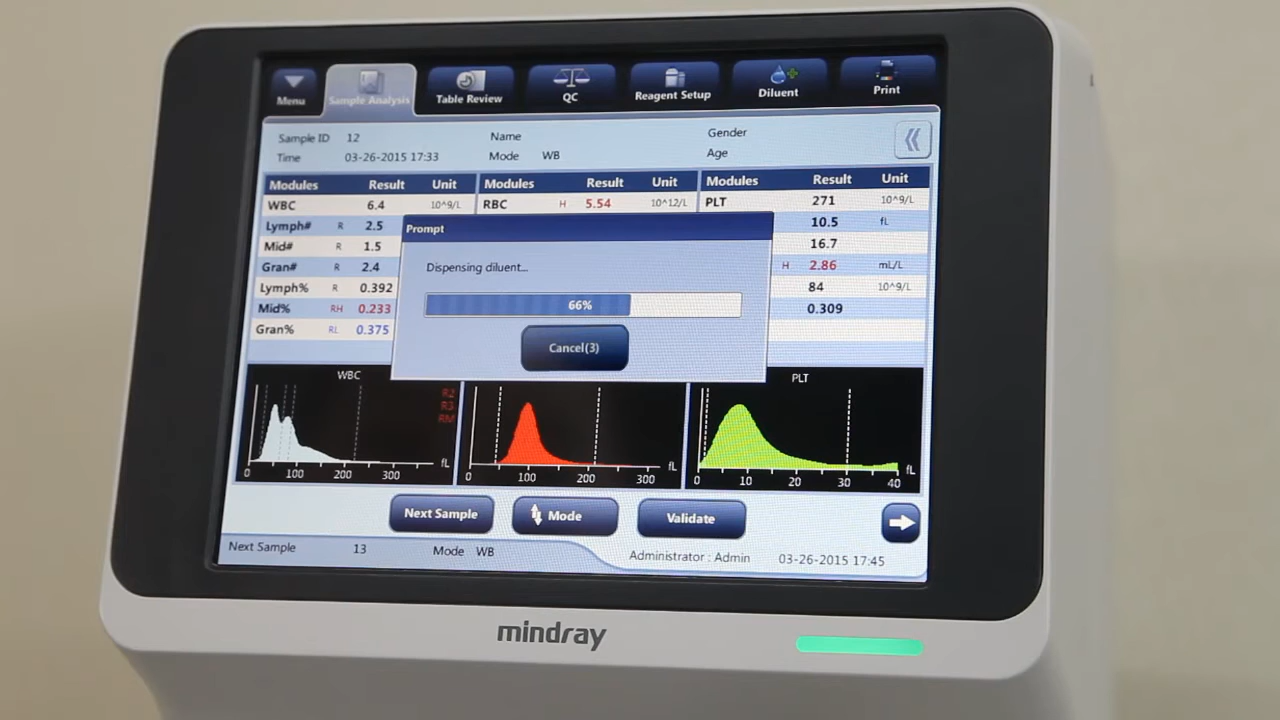 Menu Sample Analysis Table Review QC Reagent Setup Diluent Print
Sample ID 12 Name Gender
Time 03-26-2015 17:33 Mode WB Age
Modules Result Unit Modules Result Unit Modules Result Unit
WBC 6.4 10^9/L RBC H 5.54 10^12/L PLT 271 10^9/L
Lymph# R 2.5 10.5 fL
Mid# R 1.5 16.7
Gran# R 2.4 H 2.86 mL/L
Lymph% R 0.392 84 10^9/L
Mid% RH 0.233 0.309
Gran% RL 0.375
Prompt
Dispensing diluent...
66%
Cancel(3)
WBC PLT
R2
R3
RM
fL fL fL
0 100 200 300 0 100 200 300 0 10 20 30 40
Next Sample Mode Validate
Next Sample 13 Mode WB Administrator : Admin 03-26-2015 17:45
mindray